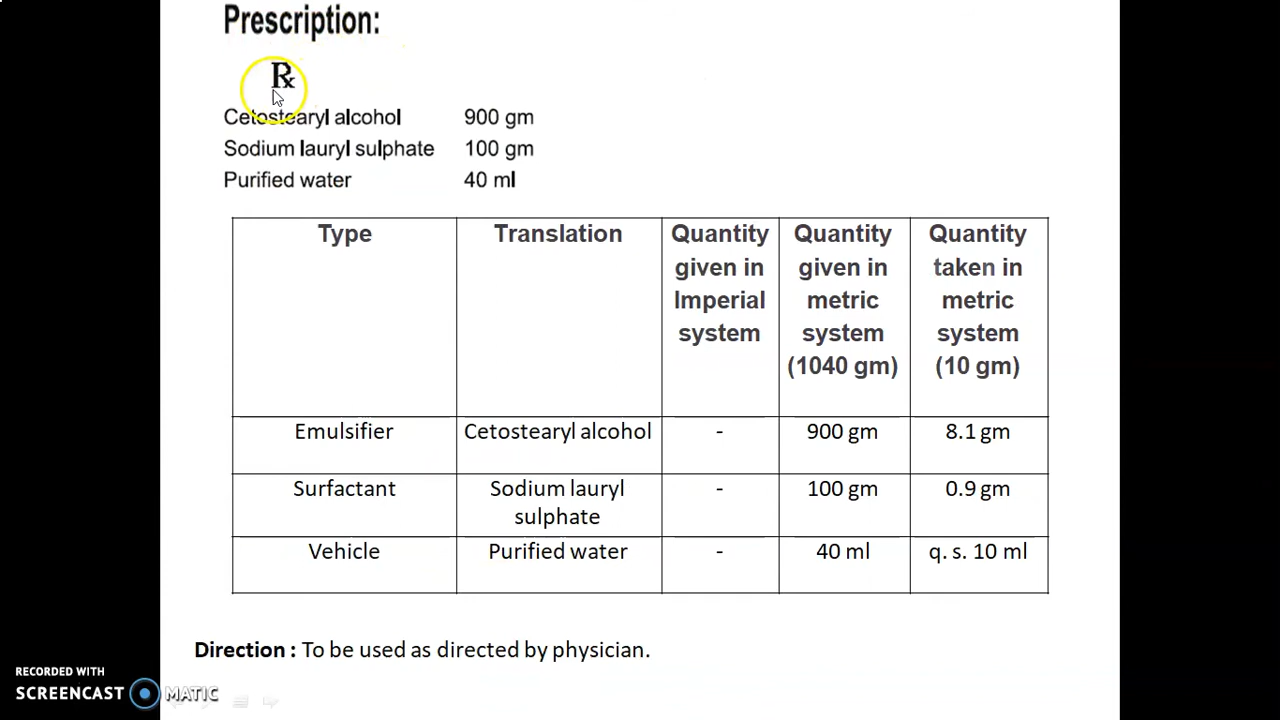 Prescription:
℞
Cetostearyl alcohol 900 gm
Sodium lauryl sulphate 100 gm
Purified water 40 ml
Type Translation Quantity given in Imperial system Quantity given in metric system (1040 gm) Quantity taken in metric system (10 gm)
Emulsifier Cetostearyl alcohol - 900 gm 8.1 gm
Surfactant Sodium lauryl sulphate - 100 gm 0.9 gm
Vehicle Purified water - 40 ml q. s. 10 ml
Direction : To be used as directed by physician.
RECORDED WITH
SCREENCAST MATIC